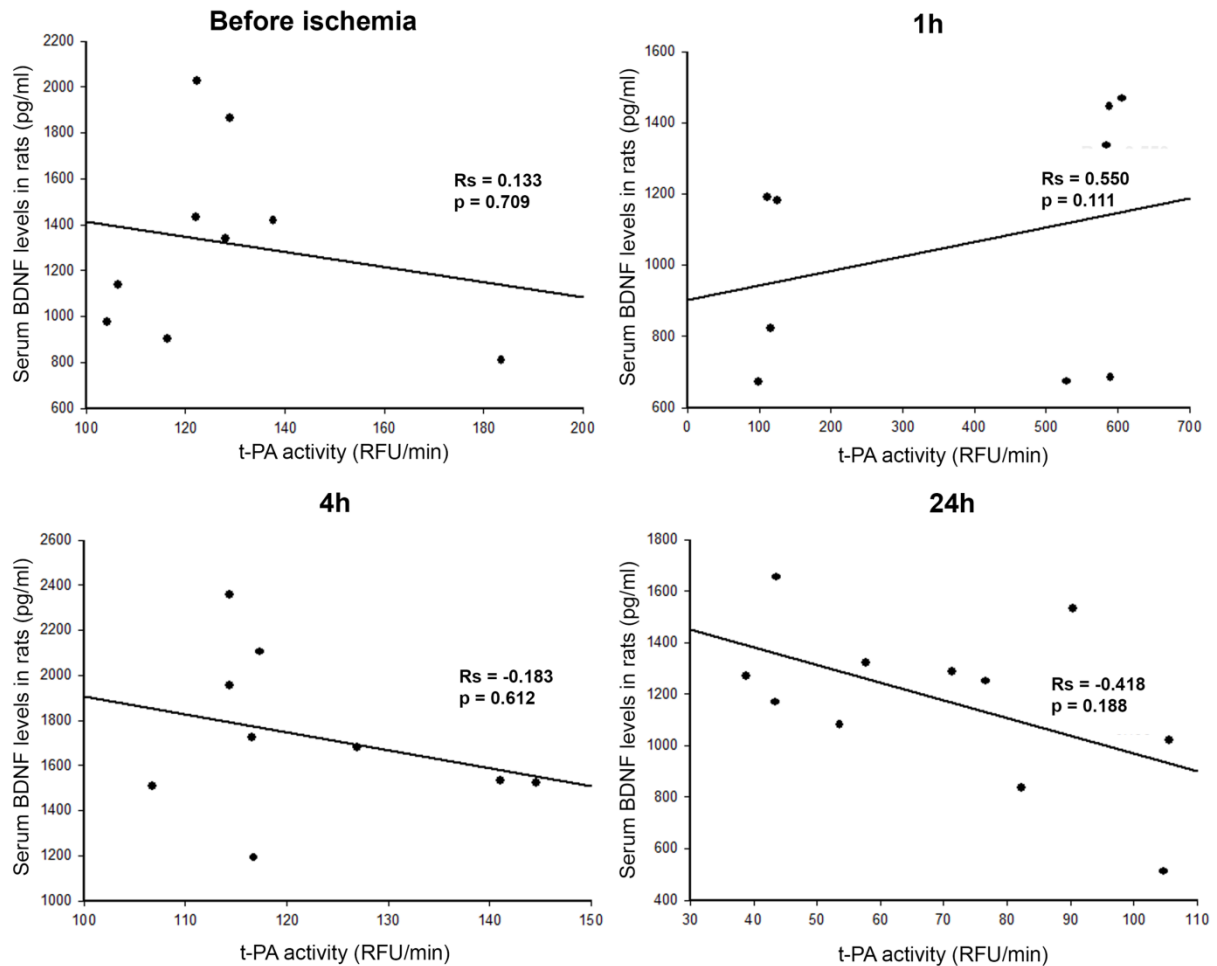 Before ischemia
Serum BDNF levels in rats (pg/ml)
2200
2000
1800
1600
1400
1200
1000
800
600
Rs = 0.133
p = 0.709
100 120 140 160 180 200
t-PA activity (RFU/min)
1h
Serum BDNF levels in rats (pg/ml)
1600
1400
1200
1000
800
600
Rs = 0.550
p = 0.111
0 100 200 300 400 500 600 700
t-PA activity (RFU/min)
4h
Serum BDNF levels in rats (pg/ml)
2600
2400
2200
2000
1800
1600
1400
1200
1000
Rs = -0.183
p = 0.612
100 110 120 130 140 150
t-PA activity (RFU/min)
24h
Serum BDNF levels in rats (pg/ml)
1800
1600
1400
1200
1000
800
600
400
Rs = -0.418
p = 0.188
30 40 50 60 70 80 90 100 110
t-PA activity (RFU/min)